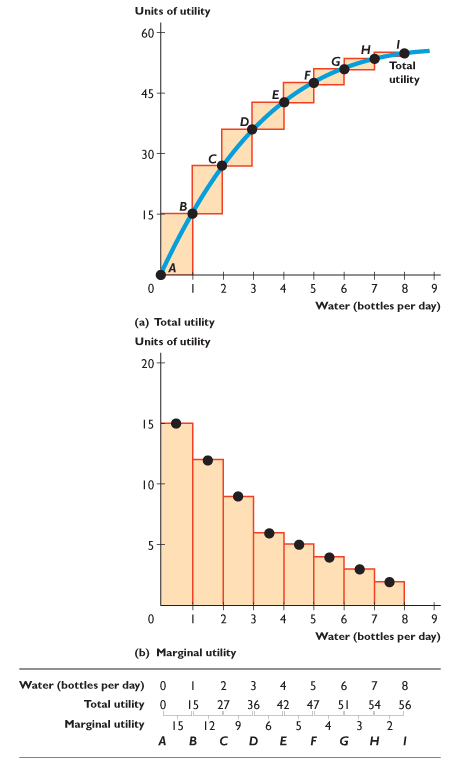 Units of utility
60
I
H
G
Total
utility
F
45
E
D
30
C
B
15
A
0 1 2 3 4 5 6 7 8 9
Water (bottles per day)
(a) Total utility
Units of utility
20
15
10
5
0 1 2 3 4 5 6 7 8 9
Water (bottles per day)
(b) Marginal utility
Water (bottles per day) 0 1 2 3 4 5 6 7 8
Total utility 0 15 27 36 42 47 51 54 56
Marginal utility 15 12 9 6 5 4 3 2
A B C D E F G H I